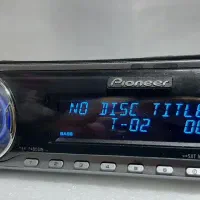 Pioneer
NO DISC TITLE
T-02
BASS